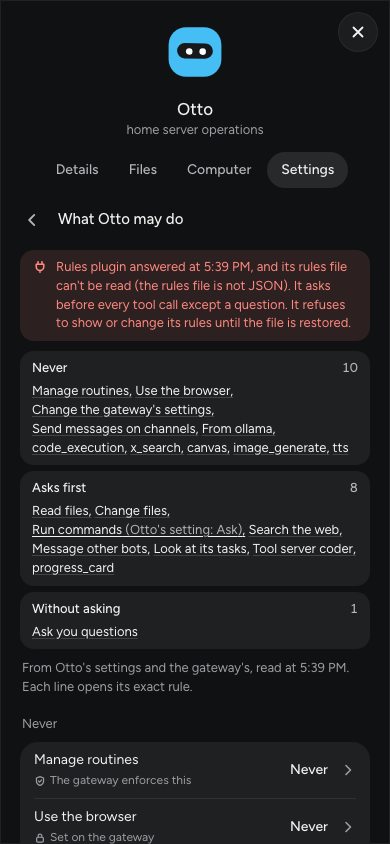 Otto
home server operations
Details Files Computer Settings
What Otto may do
Rules plugin answered at 5:39 PM, and its rules file
can't be read (the rules file is not JSON). It asks
before every tool call except a question. It refuses
to show or change its rules until the file is restored.
Never 10
Manage routines, Use the browser,
Change the gateway's settings,
Send messages on channels, From ollama,
code_execution, x_search, canvas, image_generate, tts
Asks first 8
Read files, Change files,
Run commands (Otto's setting: Ask), Search the web,
Message other bots, Look at its tasks, Tool server coder,
progress_card
Without asking 1
Ask you questions
From Otto's settings and the gateway's, read at 5:39 PM.
Each line opens its exact rule.
Never
Manage routines Never
The gateway enforces this
Use the browser Never
Set on the gateway